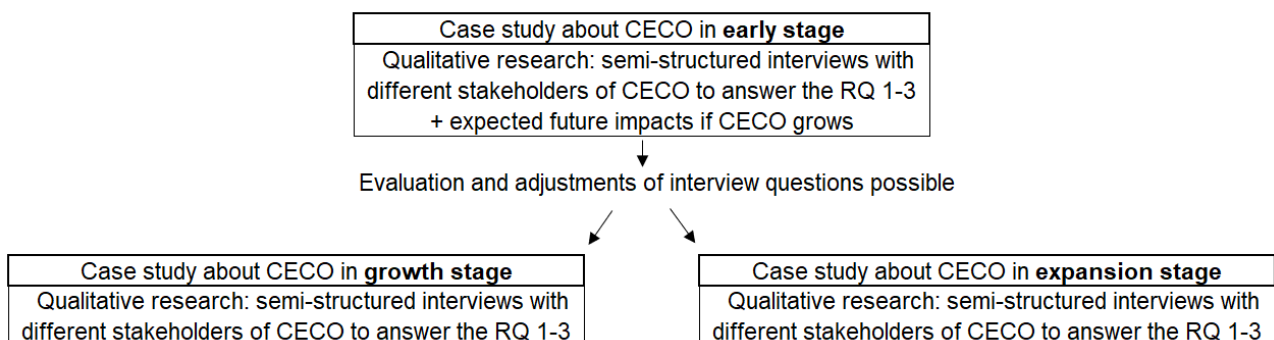 Case study about CECO in early stage
Qualitative research: semi-structured interviews with
different stakeholders of CECO to answer the RQ 1-3
+ expected future impacts if CECO grows
Evaluation and adjustments of interview questions possible
Case study about CECO in growth stage
Qualitative research: semi-structured interviews with
different stakeholders of CECO to answer the RQ 1-3
Case study about CECO in expansion stage
Qualitative research: semi-structured interviews with
different stakeholders of CECO to answer the RQ 1-3